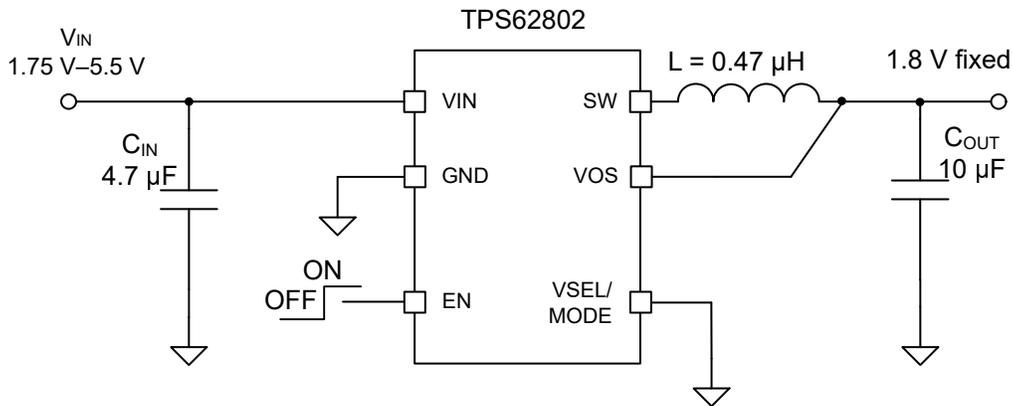 TPS62802
VIN
1.75 V–5.5 V
L = 0.47 µH
1.8 V fixed
VIN
SW
CIN
4.7 µF
COUT
10 µF
GND
VOS
ON
OFF
EN
VSEL/
MODE